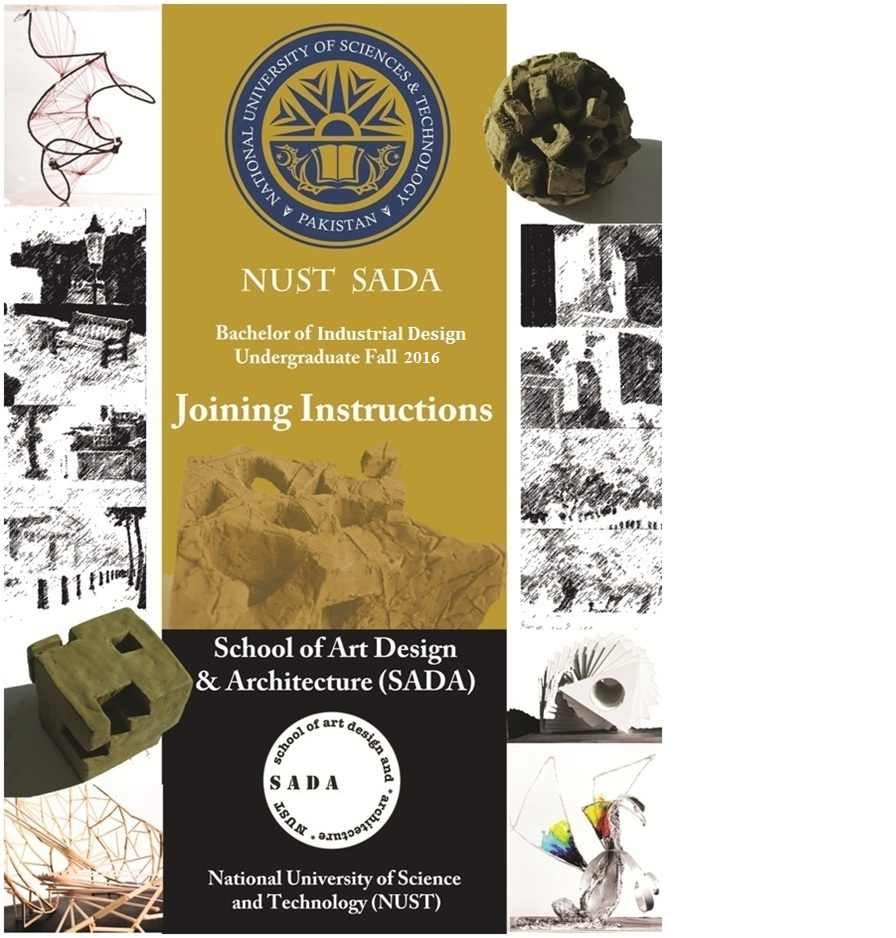 NATIONAL UNIVERSITY OF SCIENCES & TECHNOLOGY
PAKISTAN
NUST SADA
Bachelor of Industrial Design
Undergraduate Fall 2016
Joining Instructions
School of Art Design
& Architecture (SADA)
school of art design and * architecture * NUST
SADA
National University of Science
and Technology (NUST)